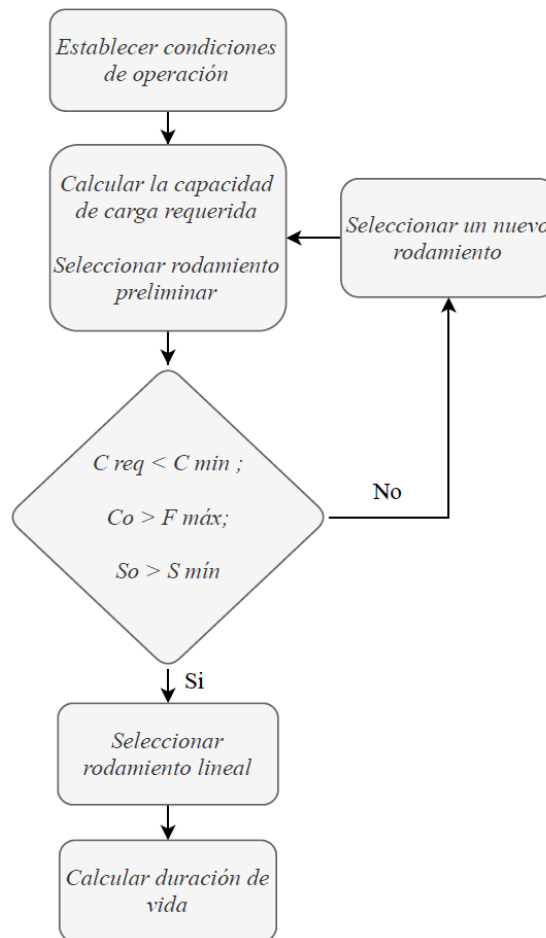 Establecer condiciones
de operación
Calcular la capacidad
de carga requerida
Seleccionar rodamiento
preliminar
Seleccionar un nuevo
rodamiento
C req < C min ;
Co > F máx;
So > S mín
No
Si
Seleccionar
rodamiento lineal
Calcular duración de
vida